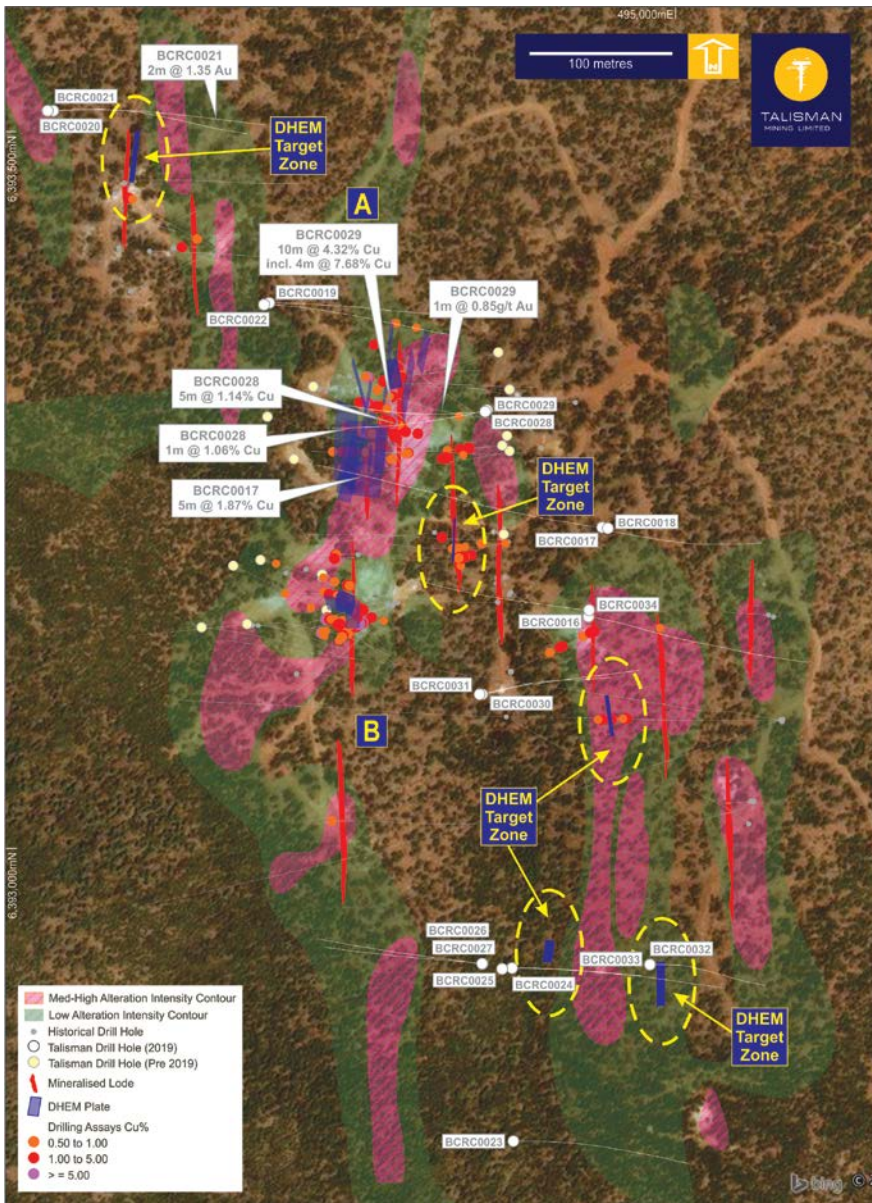 495,000mE
100 metres
N
TALISMAN
MINING LIMITED
BCRC0021
2m @ 1.35 Au
BCRC0021
BCRC0020
DHEM
Target
Zone
6,393,500mN
A
BCRC0029
10m @ 4.32% Cu
incl. 4m @ 7.68% Cu
BCRC0029
1m @ 0.85g/t Au
BCRC0019
BCRC0022
BCRC0028
5m @ 1.14% Cu
BCRC0029
BCRC0028
BCRC0028
1m @ 1.06% Cu
BCRC0017
5m @ 1.87% Cu
DHEM
Target
Zone
BCRC0018
BCRC0017
BCRC0034
BCRC0016
BCRC0031
BCRC0030
B
DHEM
Target
Zone
6,393,000mN
BCRC0026
BCRC0027
BCRC0025
BCRC0024
BCRC0033
BCRC0032
DHEM
Target
Zone
BCRC0023
Med-High Alteration Intensity Contour
Low Alteration Intensity Contour
Historical Drill Hole
Talisman Drill Hole (2019)
Talisman Drill Hole (Pre 2019)
Mineralised Lode
DHEM Plate
Drilling Assays Cu%
0.50 to 1.00
1.00 to 5.00
> = 5.00
bing ©